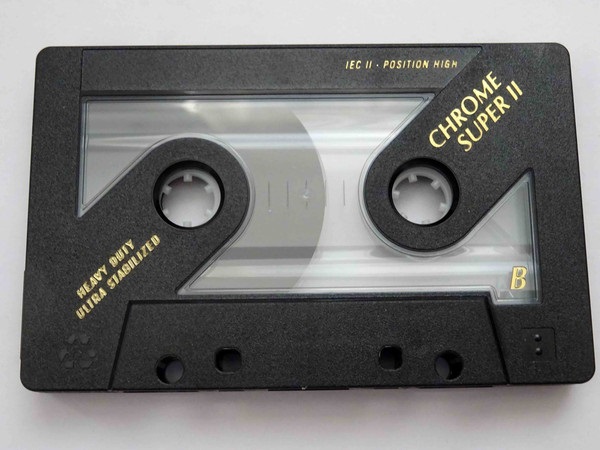 IEC II · POSITION HIGH
CHROME
SUPER II
HEAVY DUTY
ULTRA STABILIZED
B